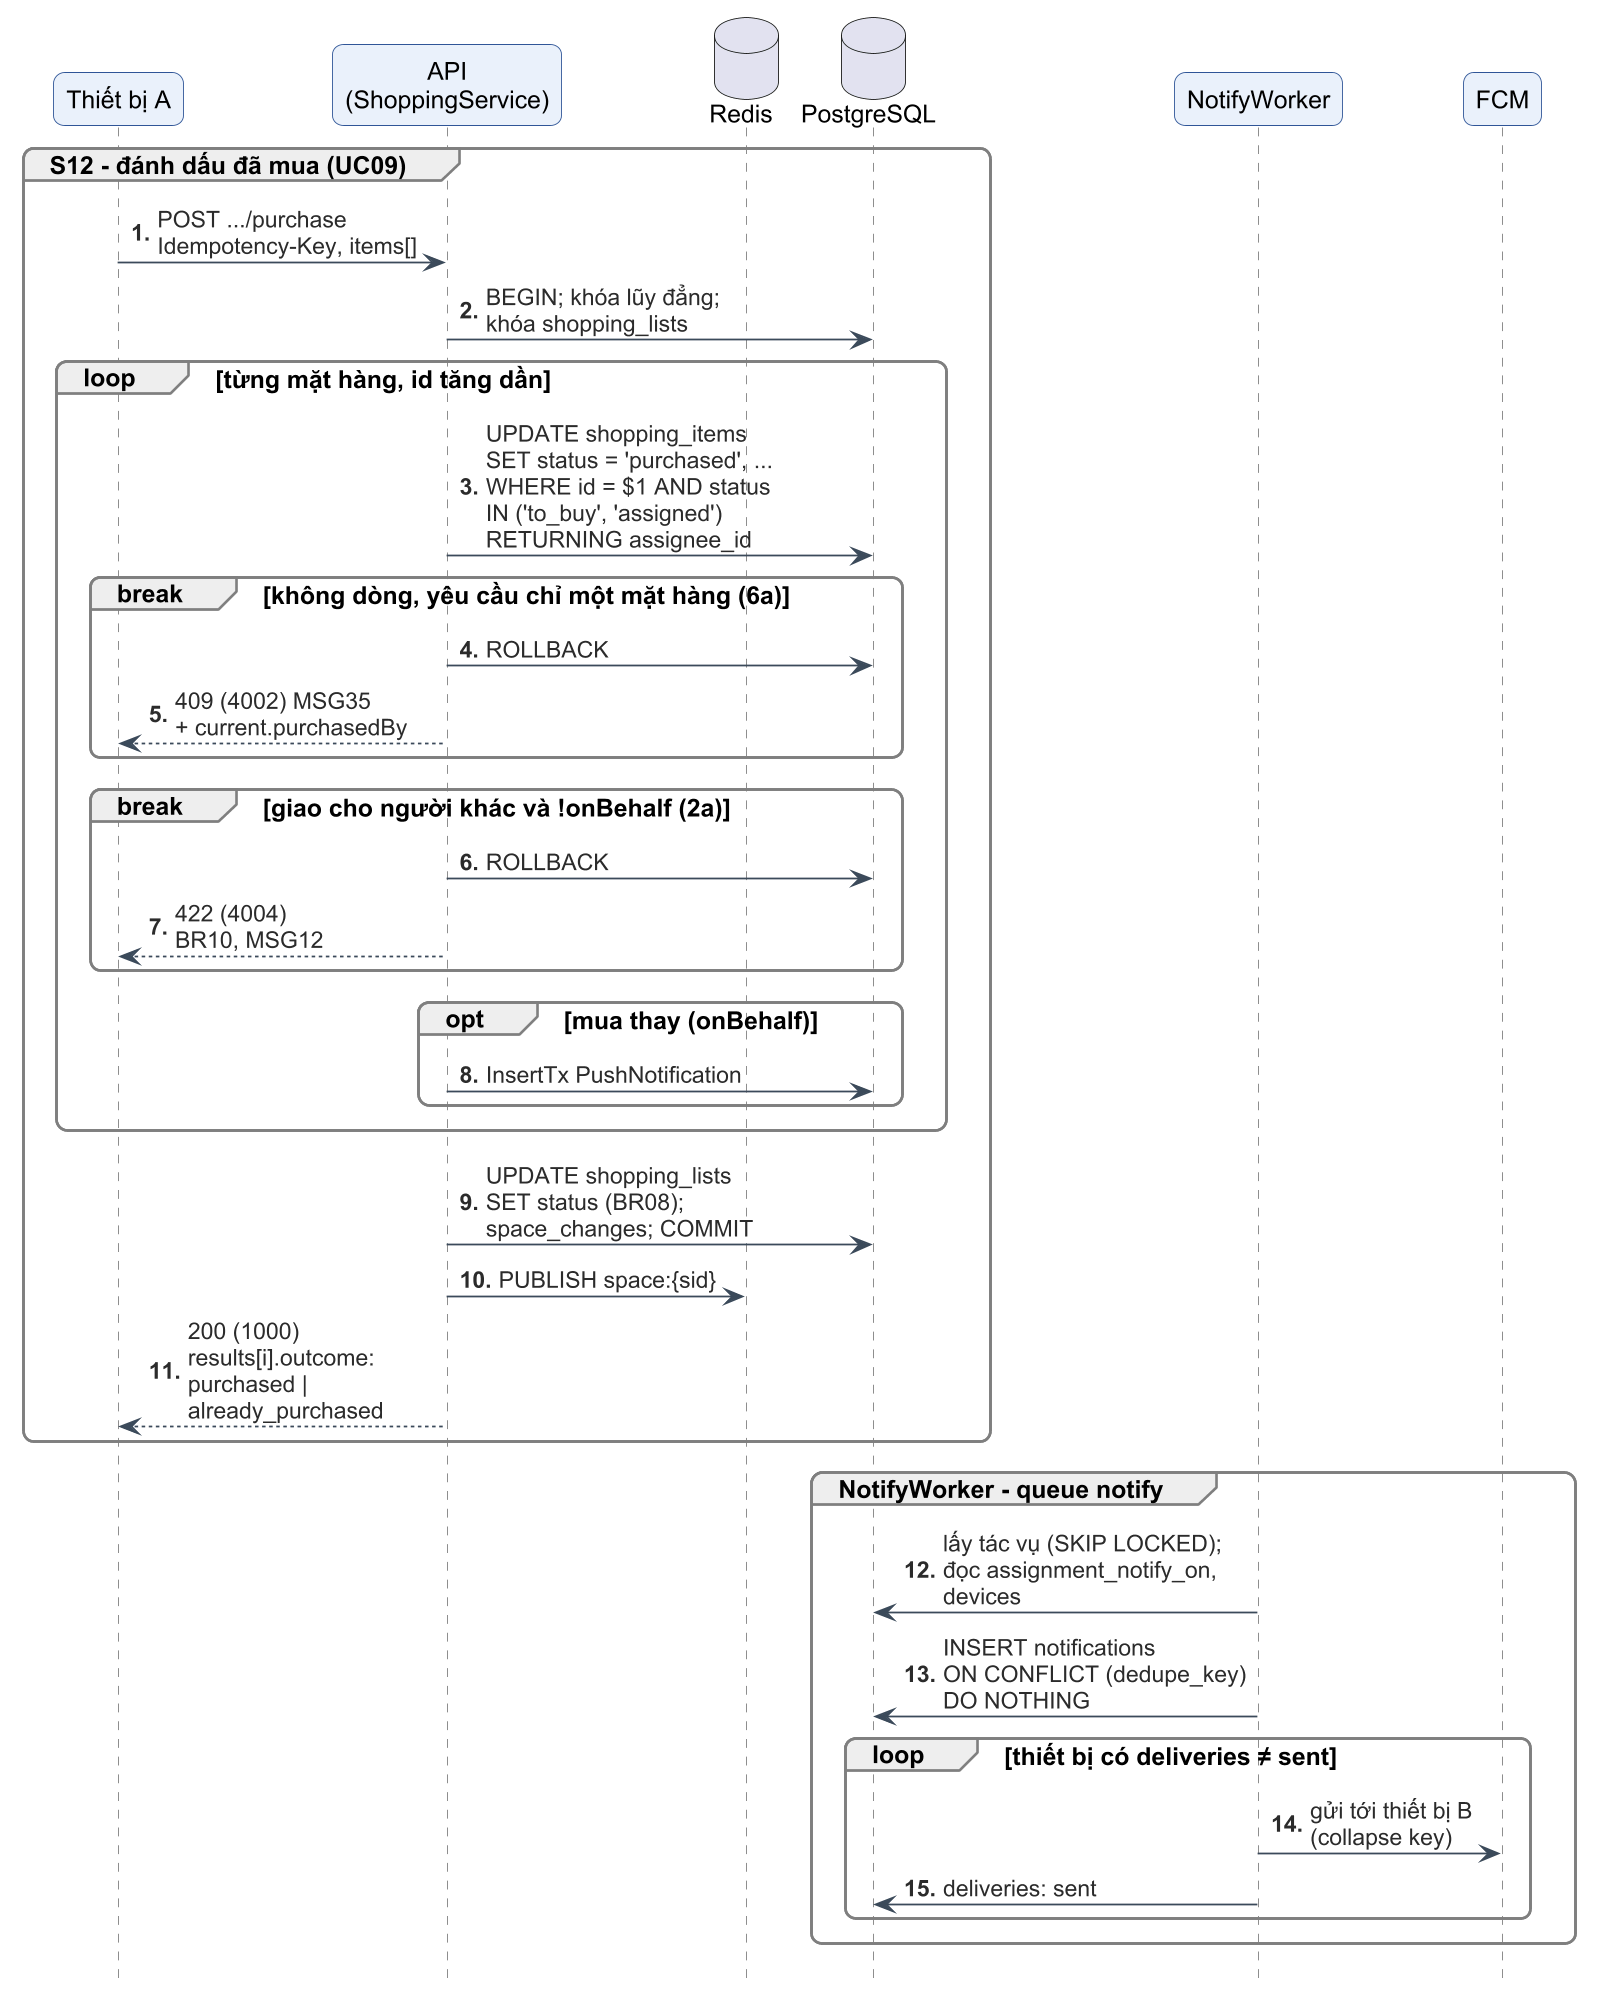 Thiết bị A
API
(ShoppingService)
Redis
PostgreSQL
NotifyWorker
FCM
S12 - đánh dấu đã mua (UC09)
1. POST .../purchase
Idempotency-Key, items[]
2. BEGIN; khóa lũy đẳng;
khóa shopping_lists
loop [từng mặt hàng, id tăng dần]
3. UPDATE shopping_items
SET status = 'purchased', ...
WHERE id = $1 AND status
IN ('to_buy', 'assigned')
RETURNING assignee_id
break [không dòng, yêu cầu chỉ một mặt hàng (6a)]
4. ROLLBACK
5. 409 (4002) MSG35
+ current.purchasedBy
break [giao cho người khác và !onBehalf (2a)]
6. ROLLBACK
7. 422 (4004)
BR10, MSG12
opt [mua thay (onBehalf)]
8. InsertTx PushNotification
9. UPDATE shopping_lists
SET status (BR08);
space_changes; COMMIT
10. PUBLISH space:{sid}
11. 200 (1000)
results[i].outcome:
purchased |
already_purchased
NotifyWorker - queue notify
12. lấy tác vụ (SKIP LOCKED);
đọc assignment_notify_on,
devices
13. INSERT notifications
ON CONFLICT (dedupe_key)
DO NOTHING
loop [thiết bị có deliveries ≠ sent]
14. gửi tới thiết bị B
(collapse key)
15. deliveries: sent